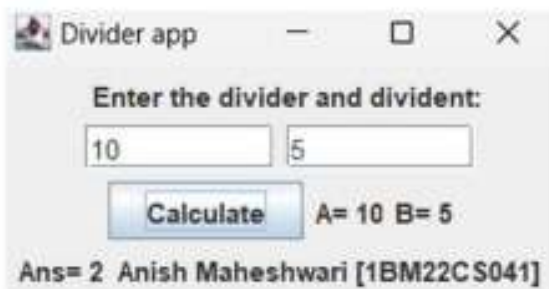 Divider app
Enter the divider and divident:
10 5
Calculate A= 10 B= 5
Ans= 2 Anish Maheshwari [1BM22CS041]